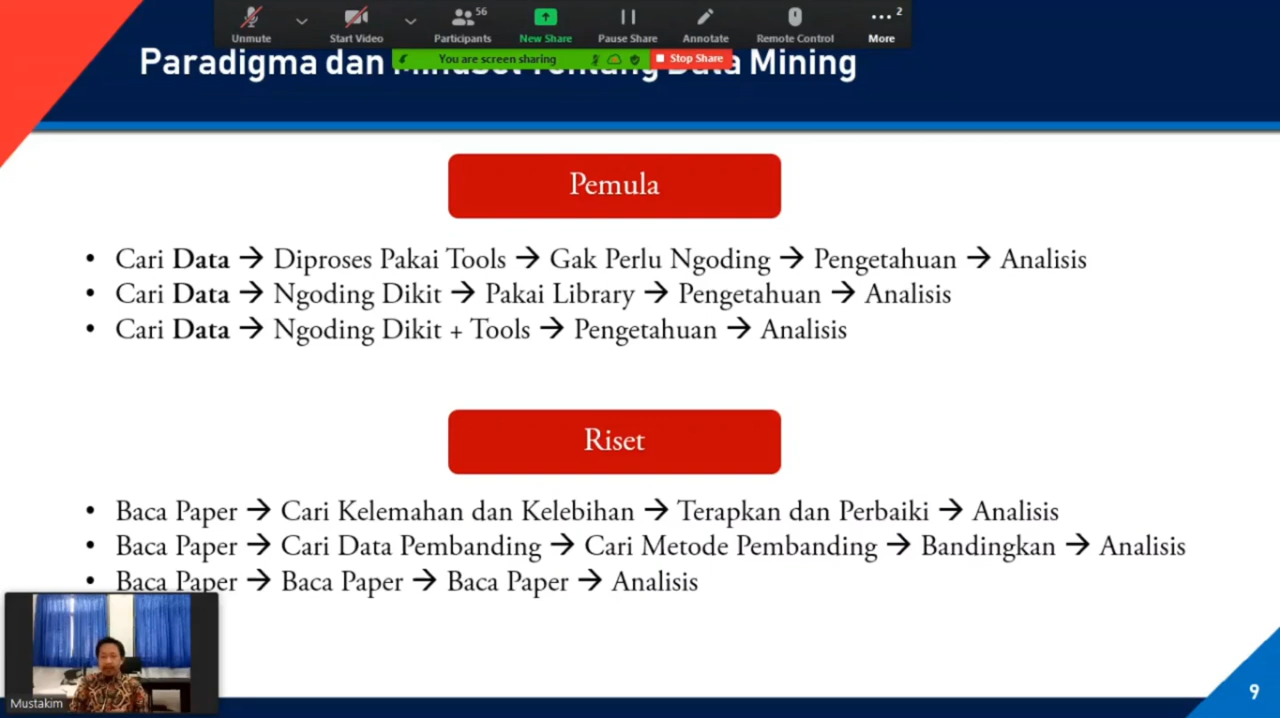 56
2
Unmute
Start Video
Participants
New Share
Pause Share
Annotate
Remote Control
More
You are screen sharing
Stop Share
Paradigma dan Mindset Tentang Data Mining
Pemula
• Cari Data → Diproses Pakai Tools → Gak Perlu Ngoding → Pengetahuan → Analisis
• Cari Data → Ngoding Dikit → Pakai Library → Pengetahuan → Analisis
• Cari Data → Ngoding Dikit + Tools → Pengetahuan → Analisis
Riset
• Baca Paper → Cari Kelemahan dan Kelebihan → Terapkan dan Perbaiki → Analisis
• Baca Paper → Cari Data Pembanding → Cari Metode Pembanding → Bandingkan → Analisis
• Baca Paper → Baca Paper → Baca Paper → Analisis
Mustakim
9